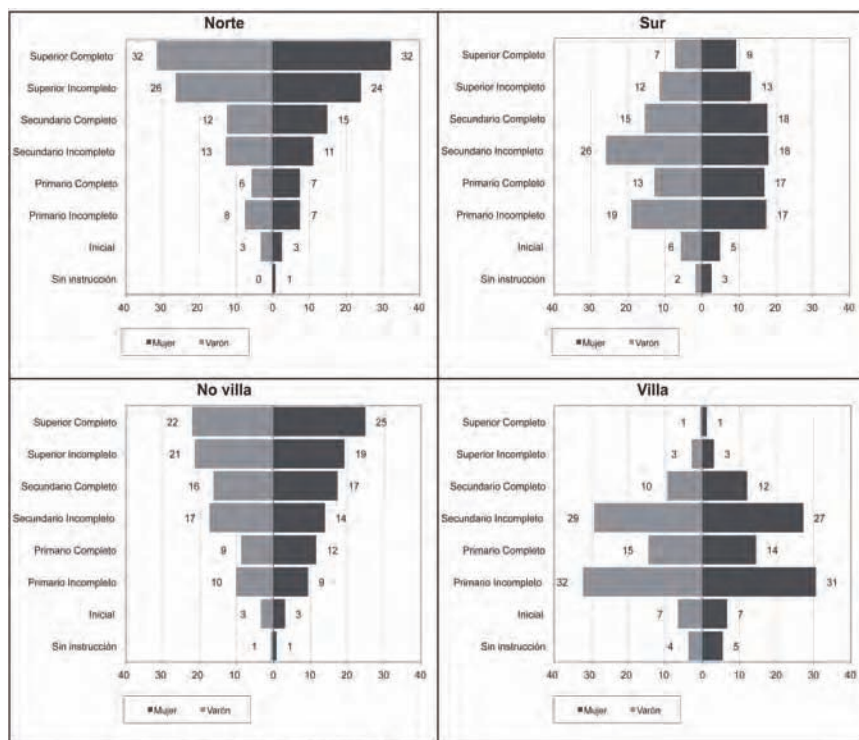 Norte
Superior Completo 32 32
Superior Incompleto 26 24
Secundario Completo 12 15
Secundario Incompleto 13 11
Primario Completo 6 7
Primario Incompleto 8 7
Inicial 3 3
Sin instrucción 0 1
40 30 20 10 0 10 20 30 40
Mujer Varón
Sur
Superior Completo 7 9
Superior Incompleto 12 13
Secundario Completo 15 18
Secundario Incompleto 26 18
Primario Completo 13 17
Primario Incompleto 19 17
Inicial 6 5
Sin instrucción 2 3
40 30 20 10 0 10 20 30 40
Mujer Varón
No villa
Superior Completo 22 25
Superior Incompleto 21 19
Secundario Completo 16 17
Secundario Incompleto 17 14
Primario Completo 9 12
Primario Incompleto 10 9
Inicial 3 3
Sin instrucción 1 1
40 30 20 10 0 10 20 30 40
Mujer Varón
Villa
Superior Completo 1 1
Superior Incompleto 3 3
Secundario Completo 10 12
Secundario Incompleto 29 27
Primario Completo 15 14
Primario Incompleto 32 31
Inicial 7 7
Sin instrucción 4 5
40 30 20 10 0 10 20 30 40
Mujer Varón